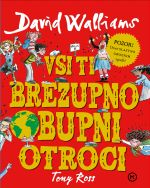 David Walliams
VSI TI
BREZUPNO
OBUPNI
OTROCI
Tony Ross